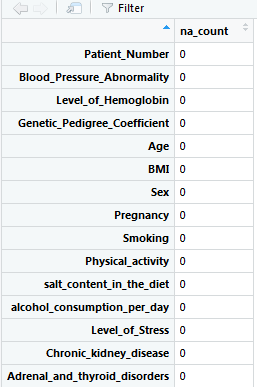 Filter
na_count
Patient_Number 0
Blood_Pressure_Abnormality 0
Level_of_Hemoglobin 0
Genetic_Pedigree_Coefficient 0
Age 0
BMI 0
Sex 0
Pregnancy 0
Smoking 0
Physical_activity 0
salt_content_in_the_diet 0
alcohol_consumption_per_day 0
Level_of_Stress 0
Chronic_kidney_disease 0
Adrenal_and_thyroid_disorders 0